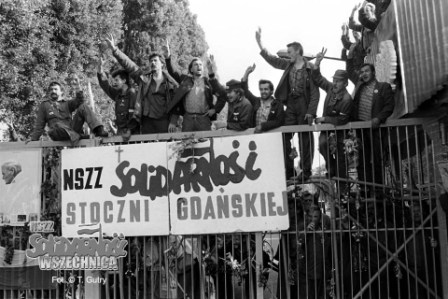 NSZZ Solidarność
STOCZNI GDAŃSKIEJ
NSZZ
Solidarność
WSZECHNICA
Fot. © T. Gutry